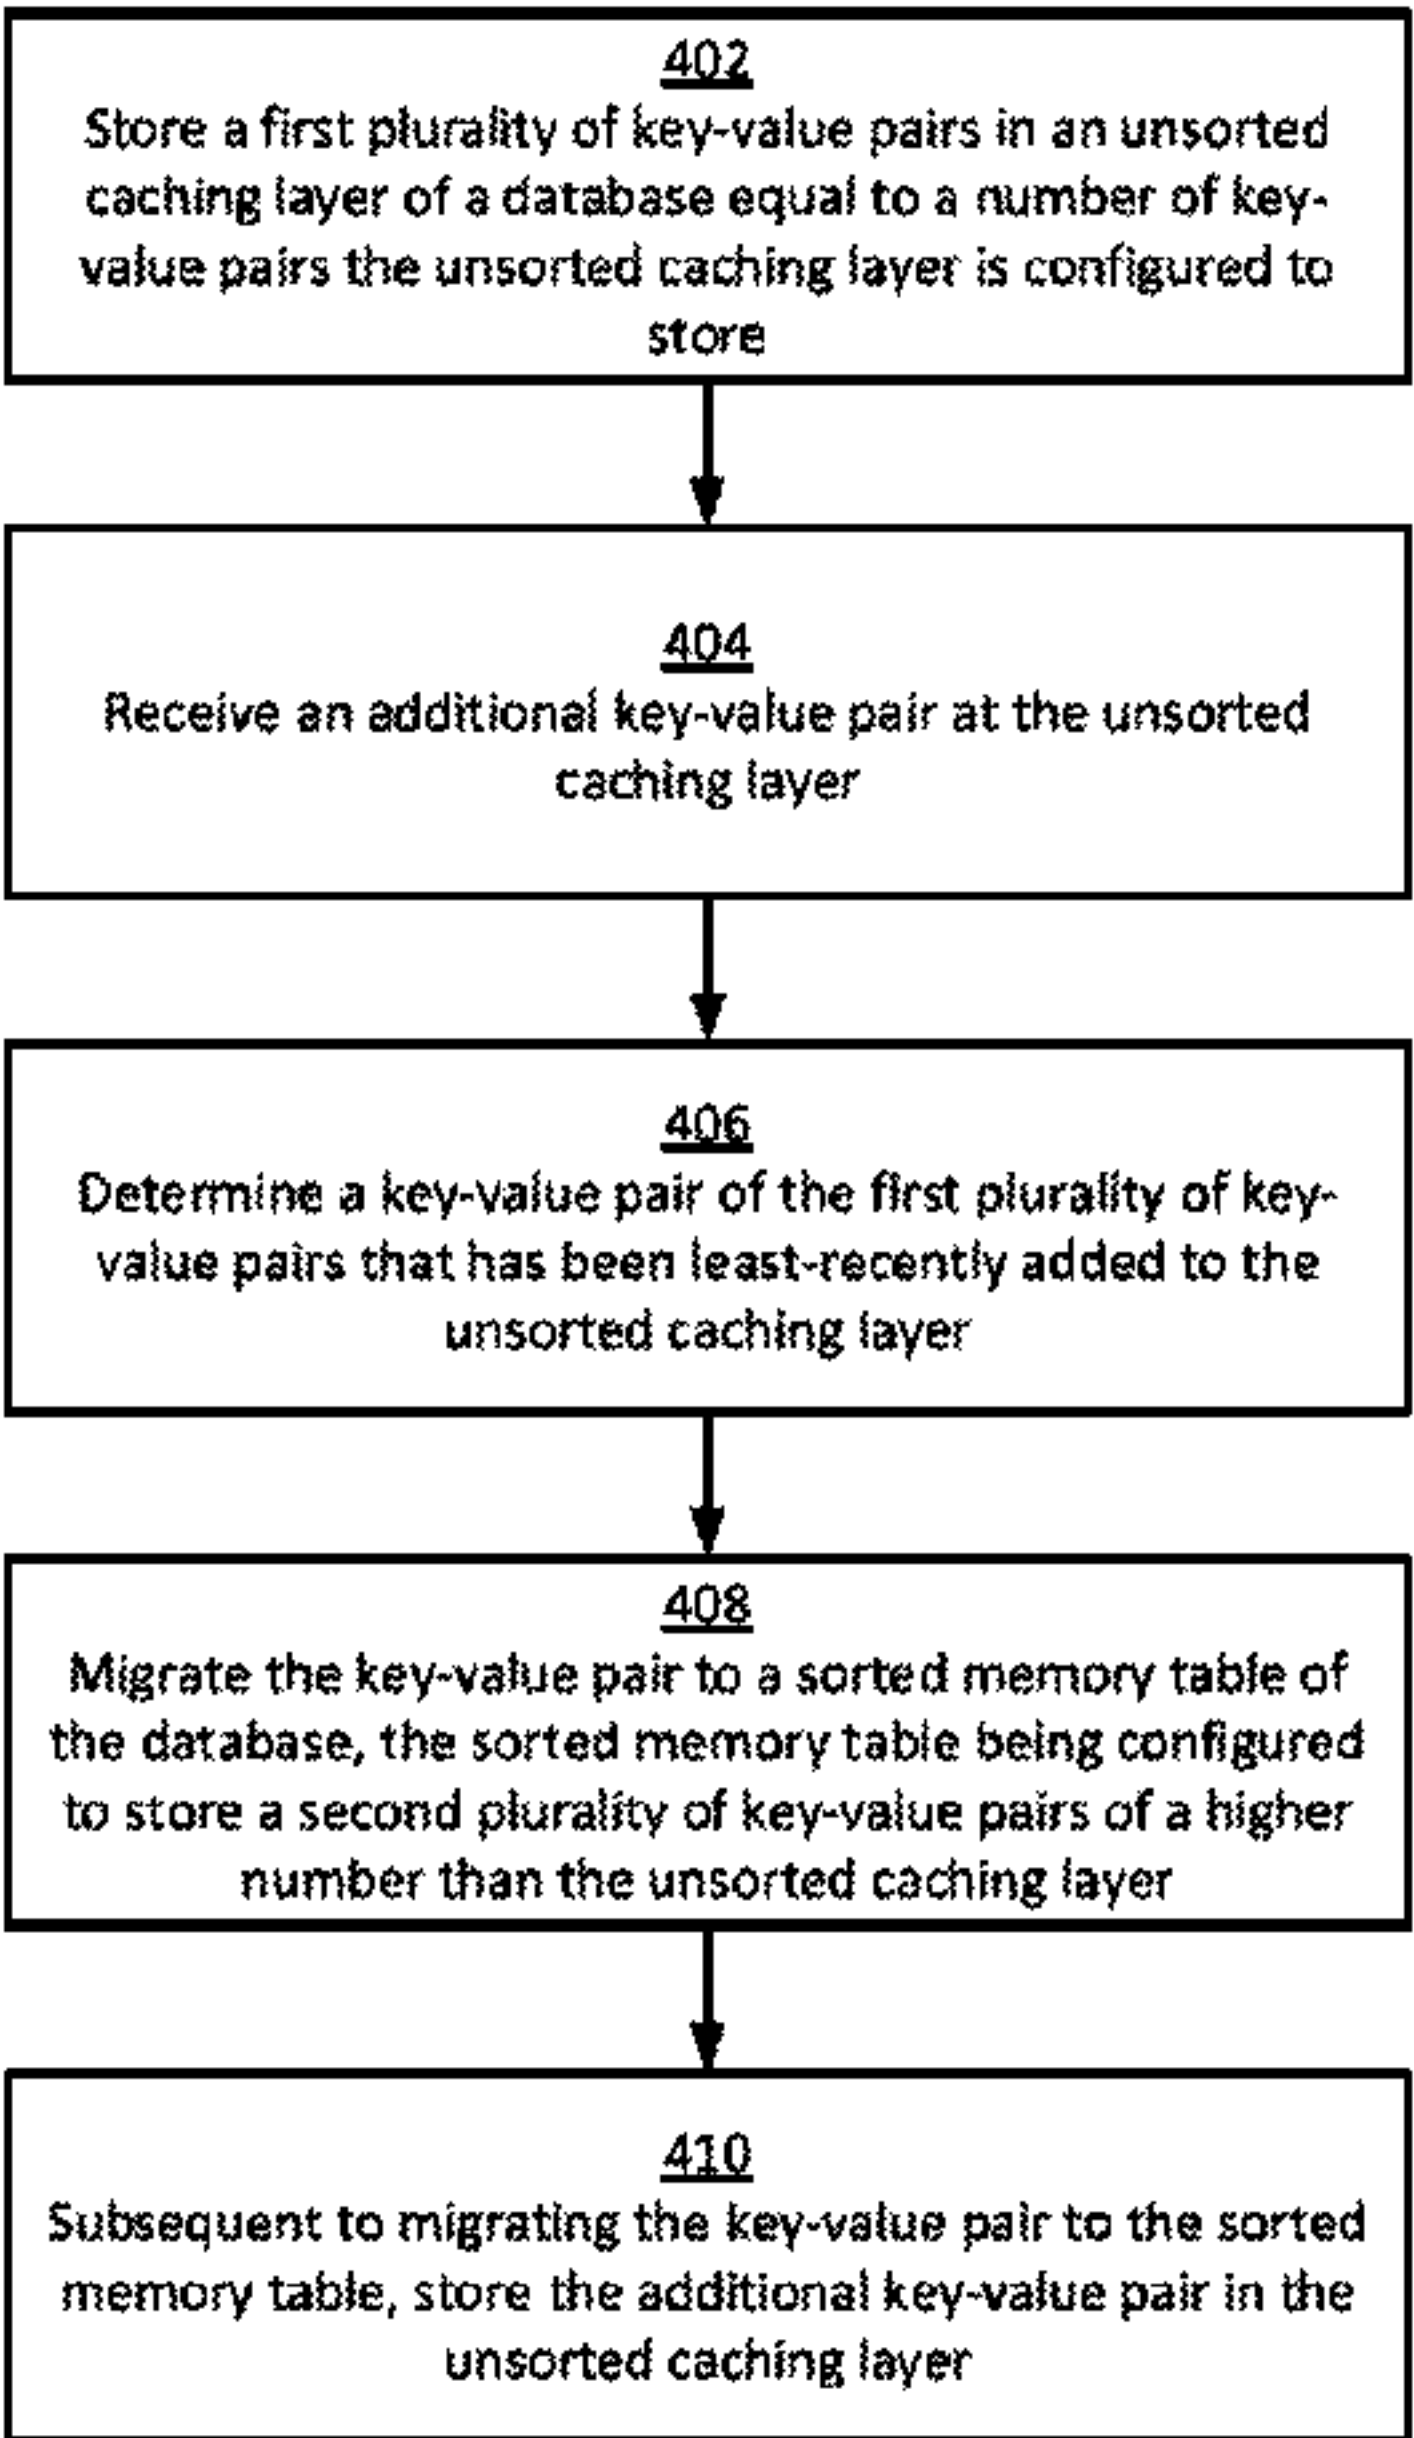 402
Store a first plurality of key-value pairs in an unsorted
caching layer of a database equal to a number of key-
value pairs the unsorted caching layer is configured to
store
404
Receive an additional key-value pair at the unsorted
caching layer
406
Determine a key-value pair of the first plurality of key-
value pairs that has been least-recently added to the
unsorted caching layer
408
Migrate the key-value pair to a sorted memory table of
the database, the sorted memory table being configured
to store a second plurality of key-value pairs of a higher
number than the unsorted caching layer
410
Subsequent to migrating the key-value pair to the sorted
memory table, store the additional key-value pair in the
unsorted caching layer